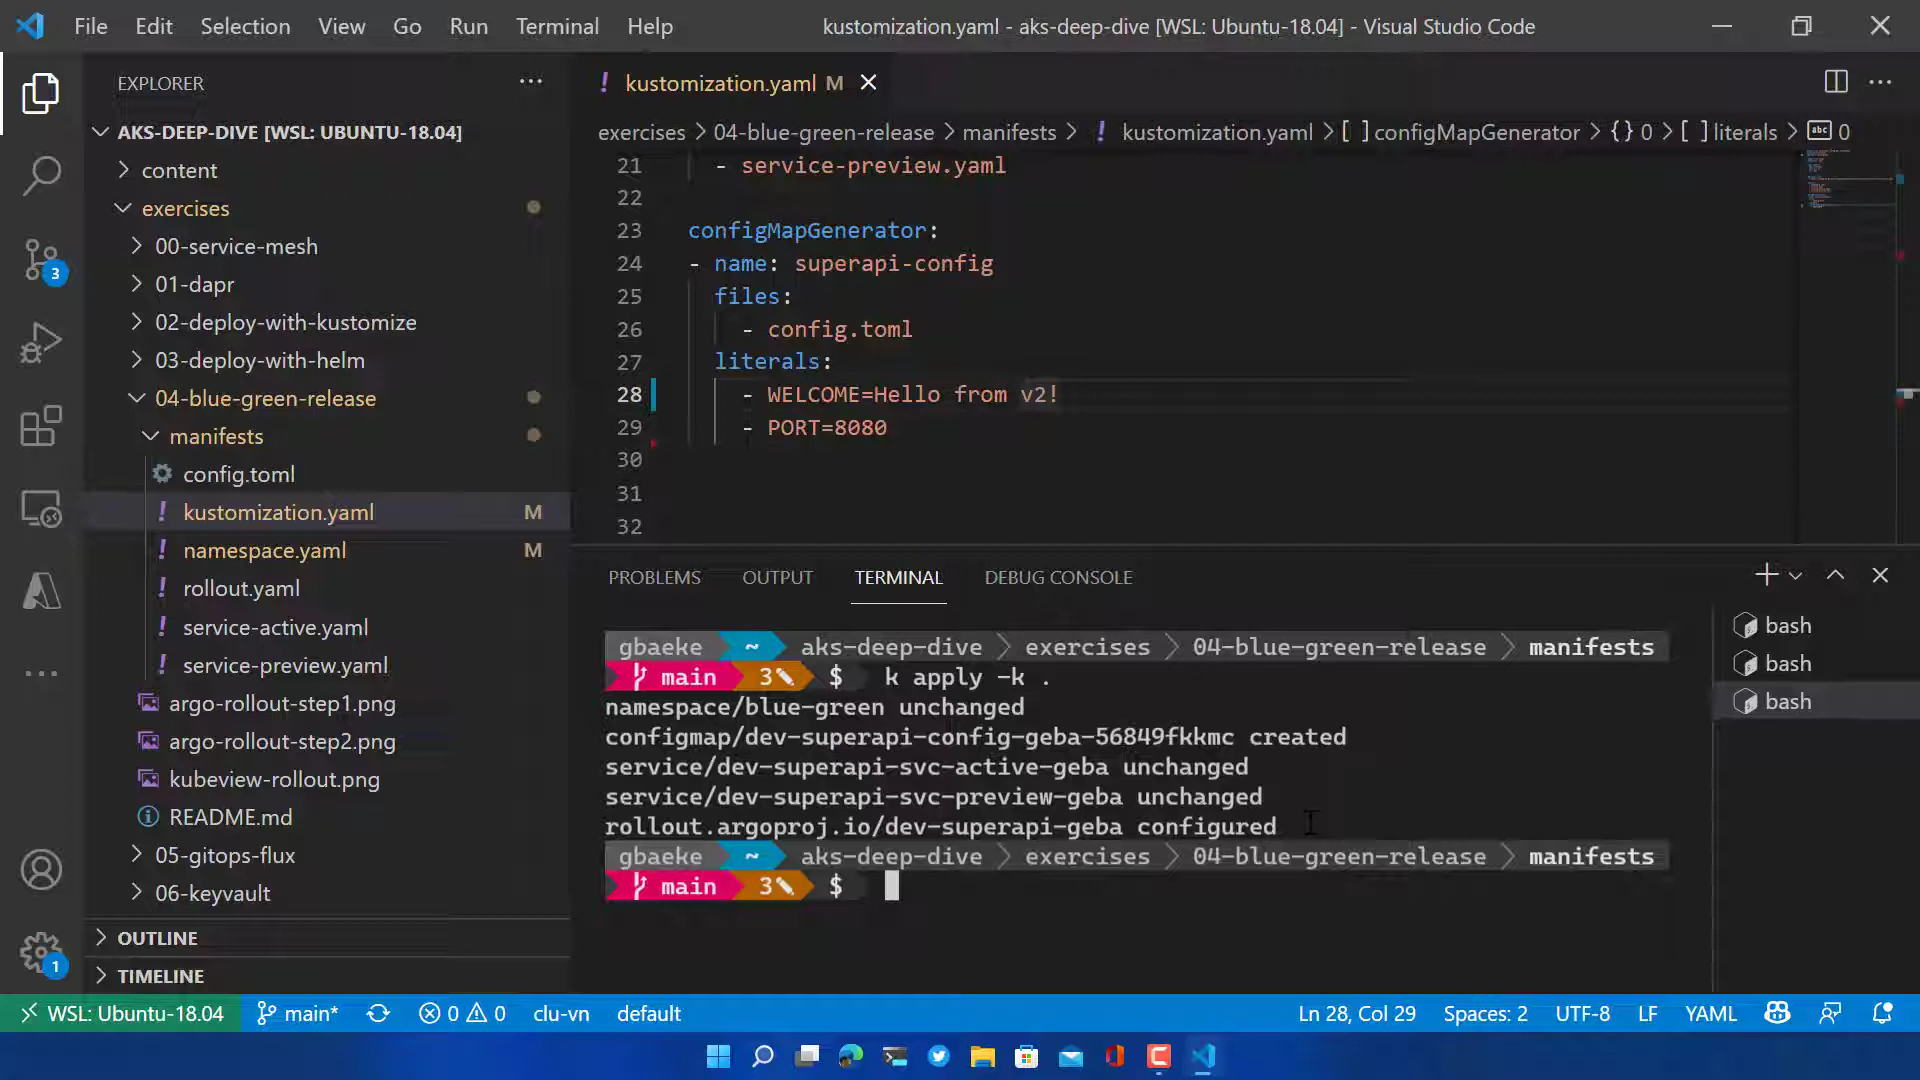 File Edit Selection View Go Run Terminal Help
kustomization.yaml - aks-deep-dive [WSL: Ubuntu-18.04] - Visual Studio Code
EXPLORER
AKS-DEEP-DIVE [WSL: UBUNTU-18.04]
content
exercises
00-service-mesh
01-dapr
02-deploy-with-kustomize
03-deploy-with-helm
04-blue-green-release
manifests
config.toml
kustomization.yaml M
namespace.yaml M
rollout.yaml
service-active.yaml
service-preview.yaml
argo-rollout-step1.png
argo-rollout-step2.png
kubeview-rollout.png
README.md
05-gitops-flux
06-keyvault
OUTLINE
TIMELINE
3
1
! kustomization.yaml M
exercises > 04-blue-green-release > manifests > ! kustomization.yaml > [ ] configMapGenerator > {} 0 > [ ] literals > abc 0
21 - service-preview.yaml
22
23 configMapGenerator:
24 - name: superapi-config
25 files:
26 - config.toml
27 literals:
28 - WELCOME=Hello from v2!
29 - PORT=8080
30
31
32
PROBLEMS OUTPUT TERMINAL DEBUG CONSOLE
gbaeke ~ aks-deep-dive > exercises > 04-blue-green-release > manifests
main 3 $ k apply -k .
namespace/blue-green unchanged
configmap/dev-superapi-config-geba-56849fkkmc created
service/dev-superapi-svc-active-geba unchanged
service/dev-superapi-svc-preview-geba unchanged
rollout.argoproj.io/dev-superapi-geba configured
gbaeke ~ aks-deep-dive > exercises > 04-blue-green-release > manifests
main 3 $
bash
bash
bash
WSL: Ubuntu-18.04 main* 0 0 clu-vn default
Ln 28, Col 29 Spaces: 2 UTF-8 LF YAML